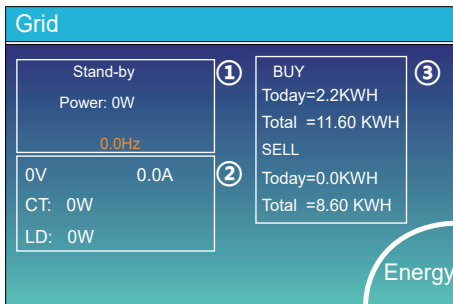 Grid
Stand-by
Power: 0W
0.0Hz
①
0V 0.0A
CT: 0W
LD: 0W
②
BUY
Today=2.2KWH
Total =11.60 KWH
SELL
Today=0.0KWH
Total =8.60 KWH
③
Energy